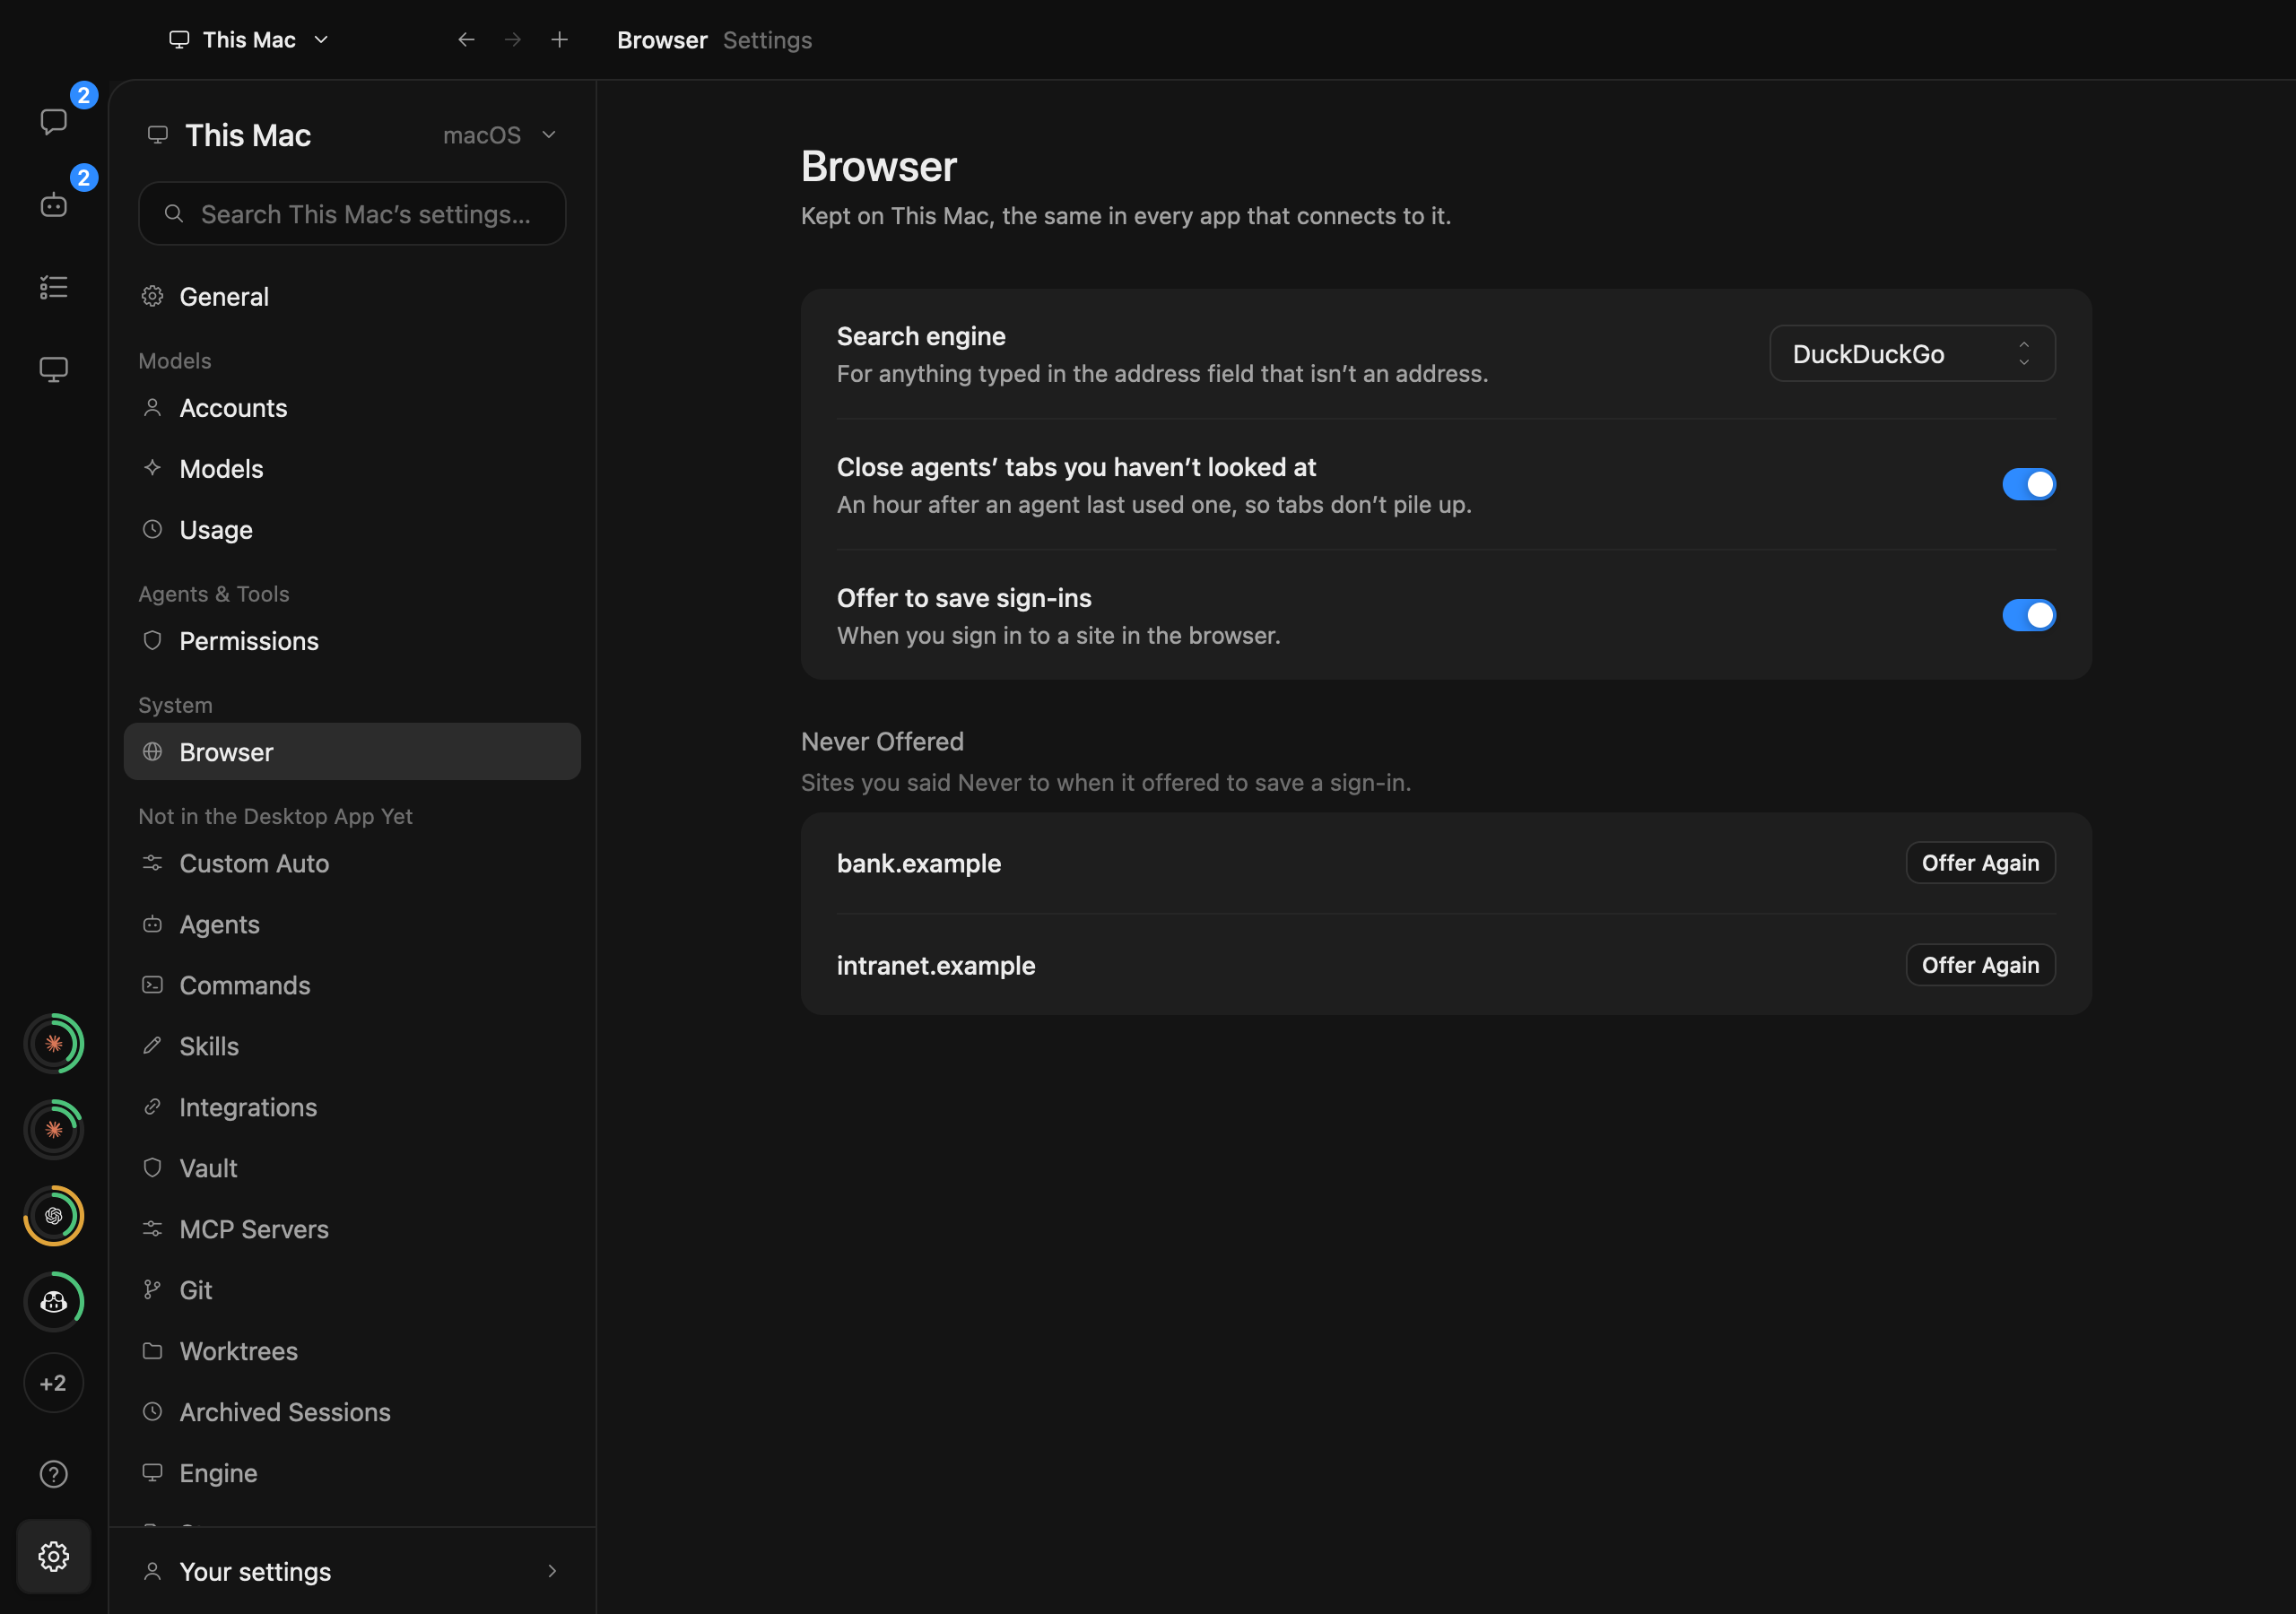 This Mac
Browser Settings
2
2
This Mac macOS
Search This Mac’s settings...
General
Models
Accounts
Models
Usage
Agents & Tools
Permissions
System
Browser
Not in the Desktop App Yet
Custom Auto
Agents
Commands
Skills
Integrations
Vault
MCP Servers
Git
Worktrees
Archived Sessions
Engine
Your settings
+2
Browser
Kept on This Mac, the same in every app that connects to it.
Search engine
For anything typed in the address field that isn’t an address.
DuckDuckGo
Close agents’ tabs you haven’t looked at
An hour after an agent last used one, so tabs don’t pile up.
Offer to save sign-ins
When you sign in to a site in the browser.
Never Offered
Sites you said Never to when it offered to save a sign-in.
bank.example
Offer Again
intranet.example
Offer Again